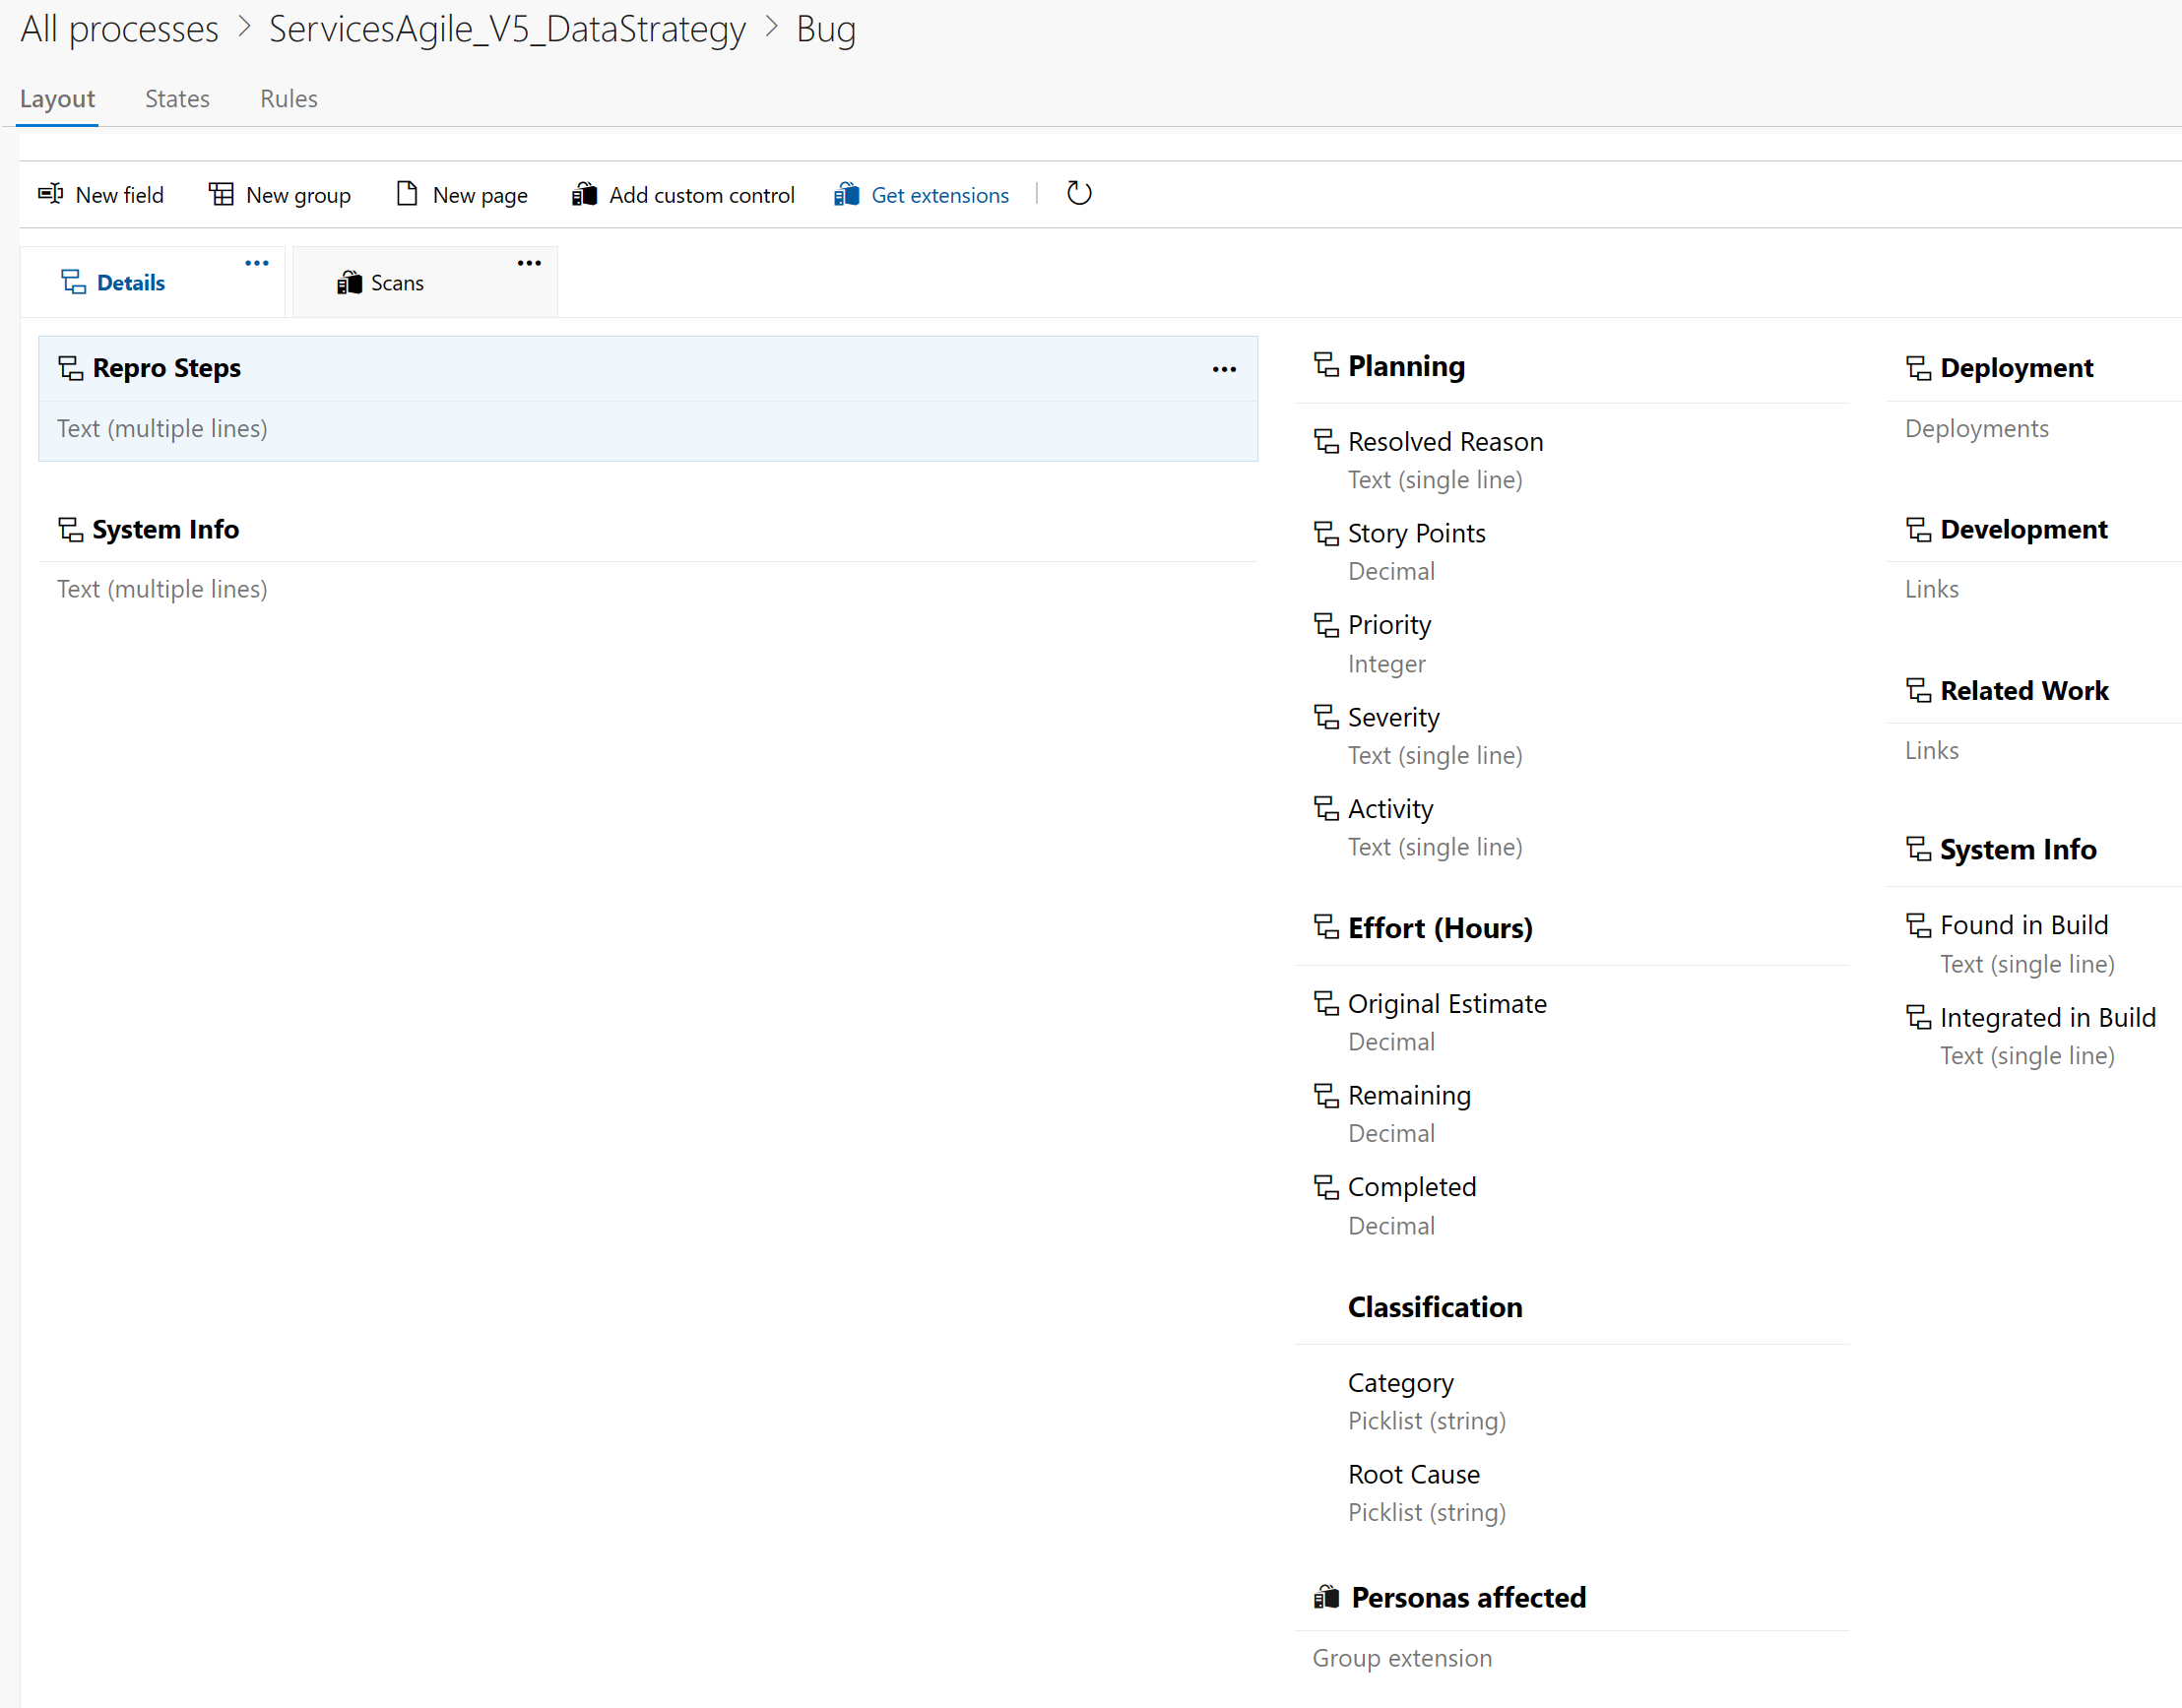 All processes > ServicesAgile_V5_DataStrategy > Bug
Layout States Rules
New field New group New page Add custom control Get extensions
Details ••• Scans •••
Repro Steps •••
Text (multiple lines)
System Info
Text (multiple lines)
Planning
Resolved Reason
Text (single line)
Story Points
Decimal
Priority
Integer
Severity
Text (single line)
Activity
Text (single line)
Effort (Hours)
Original Estimate
Decimal
Remaining
Decimal
Completed
Decimal
Classification
Category
Picklist (string)
Root Cause
Picklist (string)
Personas affected
Group extension
Deployment
Deployments
Development
Links
Related Work
Links
System Info
Found in Build
Text (single line)
Integrated in Build
Text (single line)